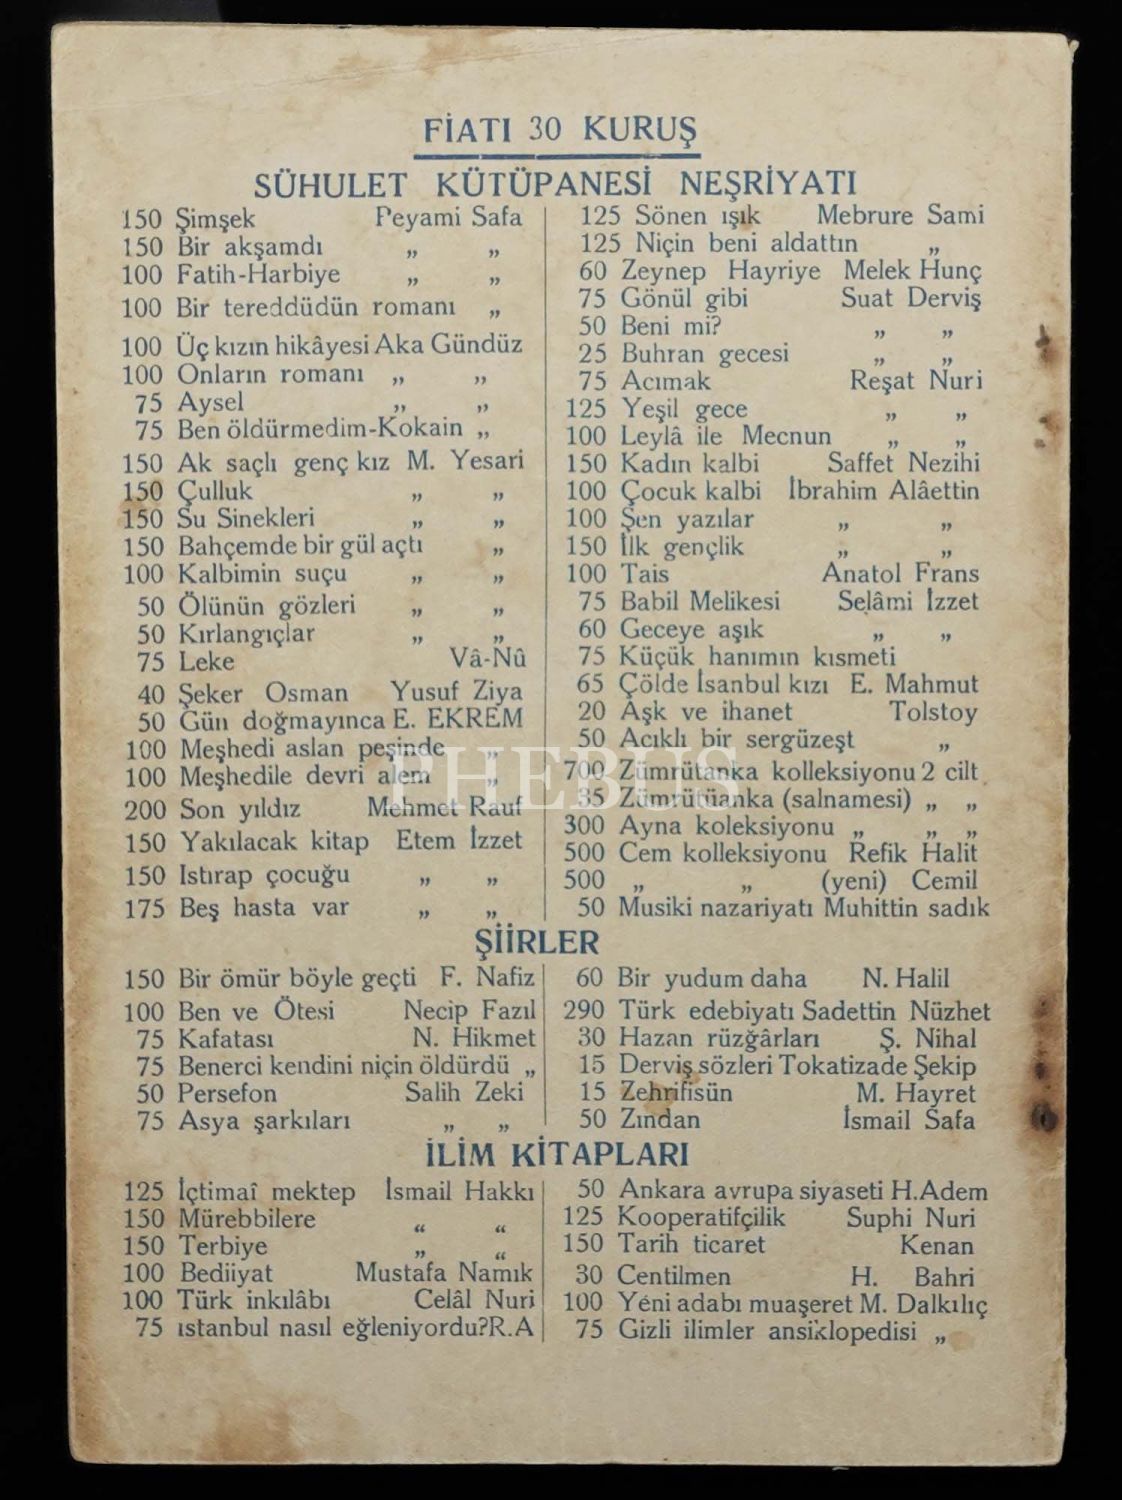 FİATI 30 KURUŞ
SÜHULET KÜTÜPANESİ NEŞRİYATI
150 Şimşek Peyami Safa
150 Bir akşamdı „ „
100 Fatih-Harbiye „ „
100 Bir tereddüdün romanı „
100 Üç kızın hikâyesi Aka Gündüz
100 Onların romanı „ „
75 Aysel „ „
75 Ben öldürmedim-Kokain „
150 Ak saçlı genç kız M. Yesari
150 Çulluk „ „
150 Su Sinekleri „ „
150 Bahçemde bir gül açtı „
100 Kalbimin suçu „ „
50 Ölünün gözleri „ „
50 Kırlangıçlar „ „
75 Leke Vâ-Nû
40 Şeker Osman Yusuf Ziya
50 Gün doğmayınca E. EKREM
100 Meşhedi aslan peşinde „
100 Meşhedile devri alem „
200 Son yıldız Mehmet Rauf
150 Yakılacak kitap Etem İzzet
150 Istırap çocuğu „ „
175 Beş hasta var „ „
125 Sönen ışık Mebrure Sami
125 Niçin beni aldattın „
60 Zeynep Hayriye Melek Hunç
75 Gönül gibi Suat Derviş
50 Beni mi? „ „
25 Buhran gecesi „ „
75 Acımak Reşat Nuri
125 Yeşil gece „ „
100 Leylâ ile Mecnun „ „
150 Kadın kalbi Saffet Nezihi
100 Çocuk kalbi İbrahim Alâettin
100 Şen yazılar „ „
150 İlk gençlik „ „
100 Tais Anatol Frans
75 Babil Melikesi Selâmi İzzet
60 Geceye aşık „ „
75 Küçük hanımın kısmeti
65 Çölde İsanbul kızı E. Mahmut
20 Aşk ve ihanet Tolstoy
50 Acıklı bir sergüzeşt „
700 Zümrütanka kolleksiyonu 2 cilt
35 Zümrütüanka (salnamesi) „ „
300 Ayna koleksiyonu „ „ „
500 Cem kolleksiyonu Refik Halit
500 „ „ (yeni) Cemil
50 Musiki nazariyatı Muhittin sadık
PHEBUS
ŞİİRLER
150 Bir ömür böyle geçti F. Nafiz
100 Ben ve Ötesi Necip Fazıl
75 Kafatası N. Hikmet
75 Benerci kendini niçin öldürdü „
50 Persefon Salih Zeki
75 Asya şarkıları „ „
60 Bir yudum daha N. Halil
290 Türk edebiyatı Sadettin Nüzhet
30 Hazan rüzğârları Ş. Nihal
15 Derviş sözleri Tokatizade Şekip
15 Zehrifisün M. Hayret
50 Zından İsmail Safa
İLİM KİTAPLARI
125 İçtimaî mektep İsmail Hakkı
150 Mürebbilere “ “
150 Terbiye „ “
100 Bediiyat Mustafa Namık
100 Türk inkılâbı Celâl Nuri
75 ıstanbul nasıl eğleniyordu?R.A
50 Ankara avrupa siyaseti H.Adem
125 Kooperatifçilik Suphi Nuri
150 Tarih ticaret Kenan
30 Centilmen H. Bahri
100 Yéni adabı muaşeret M. Dalkılıç
75 Gizli ilimler ansiklopedisi „